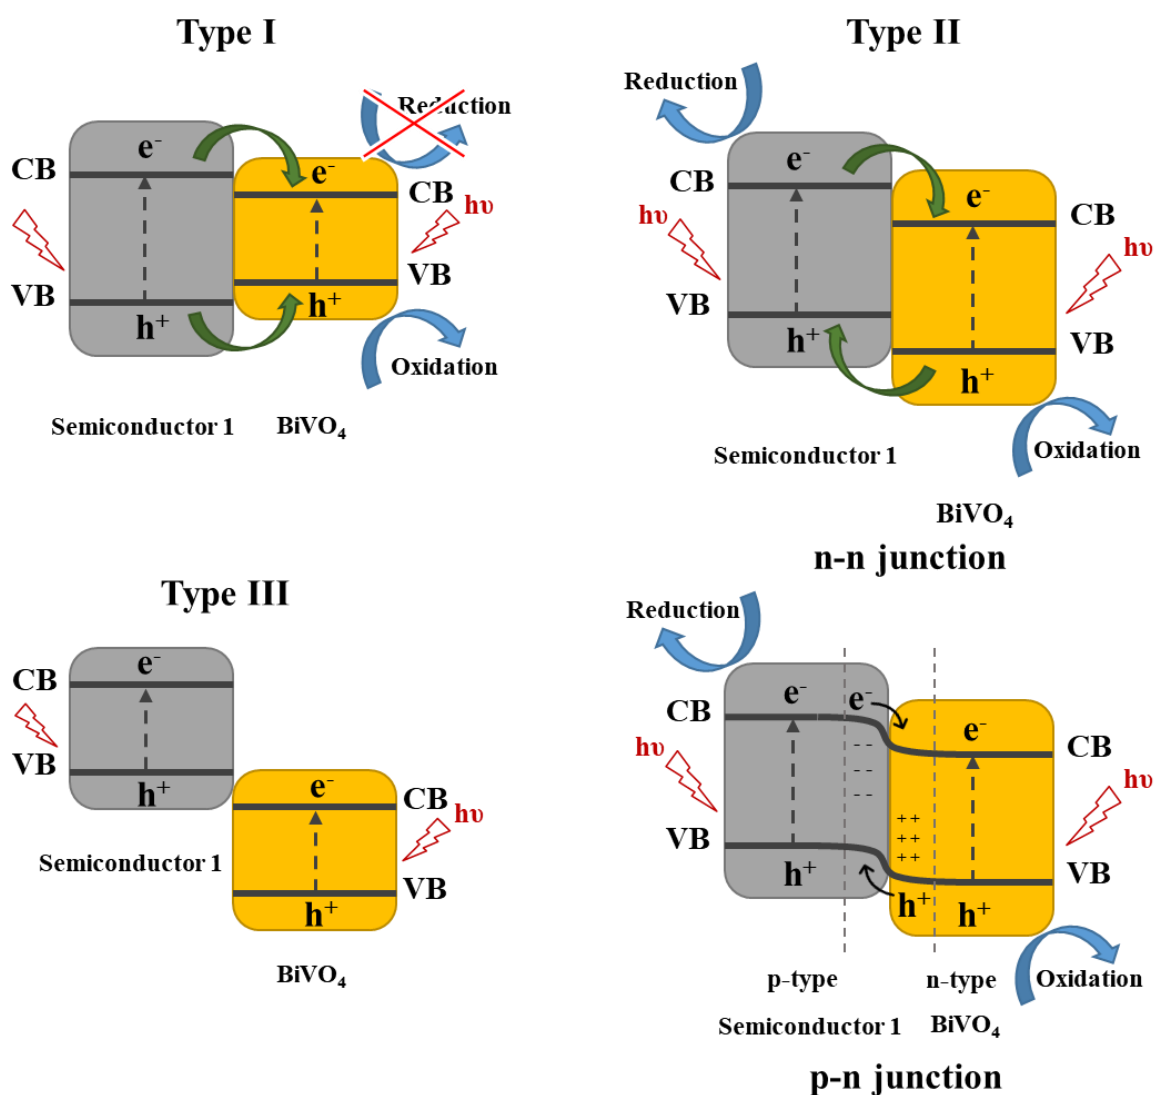 Type I
Reduction
e⁻
CB
e⁻
CB
hυ
VB
VB
h⁺
h⁺
Oxidation
Semiconductor 1
BiVO₄
Type II
Reduction
e⁻
CB
e⁻
CB
hυ
hυ
VB
VB
h⁺
h⁺
Oxidation
Semiconductor 1
BiVO₄
n-n junction
Type III
e⁻
CB
VB
h⁺
e⁻
CB
hυ
Semiconductor 1
VB
h⁺
BiVO₄
Reduction
e⁻
e⁻
CB
e⁻
CB
hυ
- -
- -
- -
hυ
+ +
+ +
+ +
VB
VB
h⁺
h⁺
h⁺
Oxidation
p-type
n-type
Semiconductor 1
BiVO₄
p-n junction